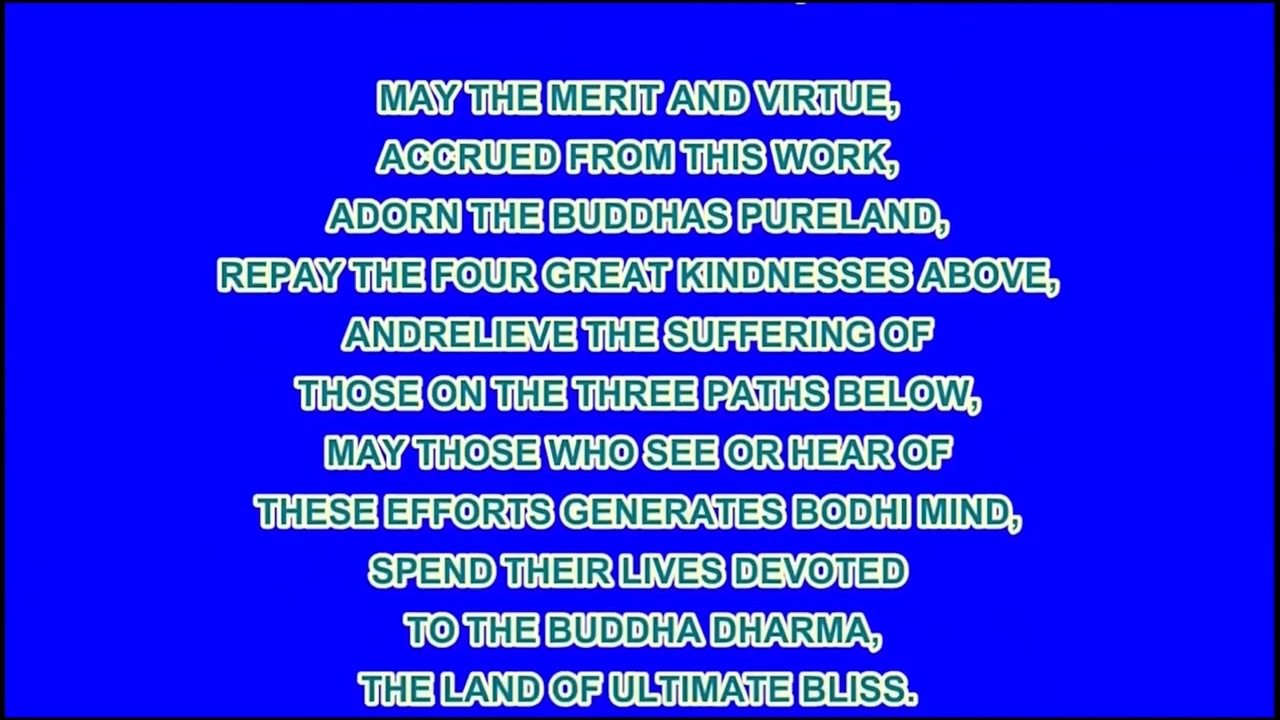 MAY THE MERIT AND VIRTUE,
ACCRUED FROM THIS WORK,
ADORN THE BUDDHAS PURELAND,
REPAY THE FOUR GREAT KINDNESSES ABOVE,
ANDRELIEVE THE SUFFERING OF
THOSE ON THE THREE PATHS BELOW,
MAY THOSE WHO SEE OR HEAR OF
THESE EFFORTS GENERATES BODHI MIND,
SPEND THEIR LIVES DEVOTED
TO THE BUDDHA DHARMA,
THE LAND OF ULTIMATE BLISS.